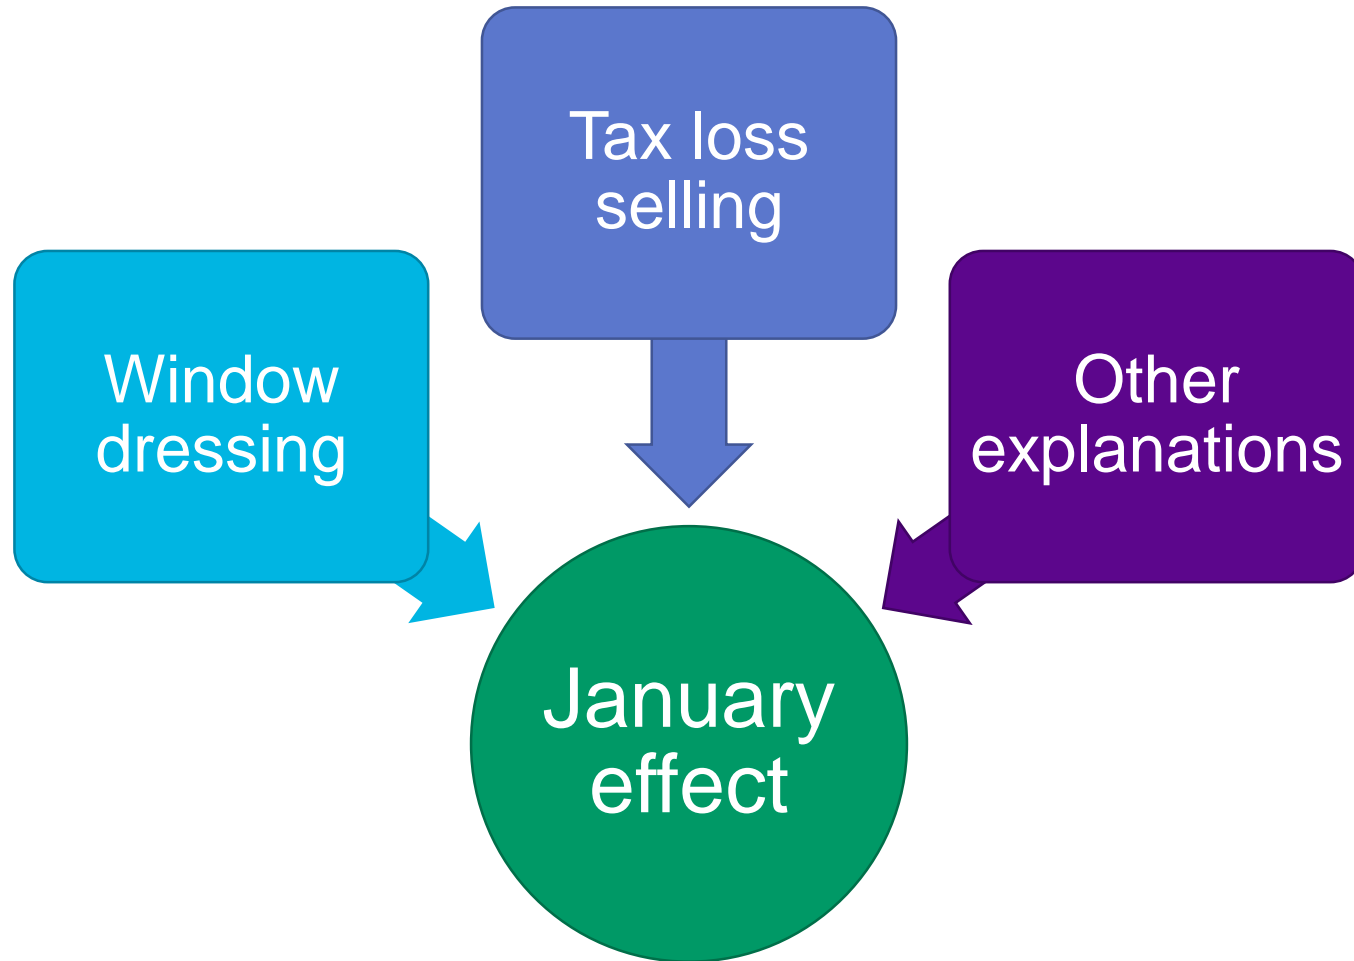 Tax loss
selling
Window
dressing
Other
explanations
January
effect